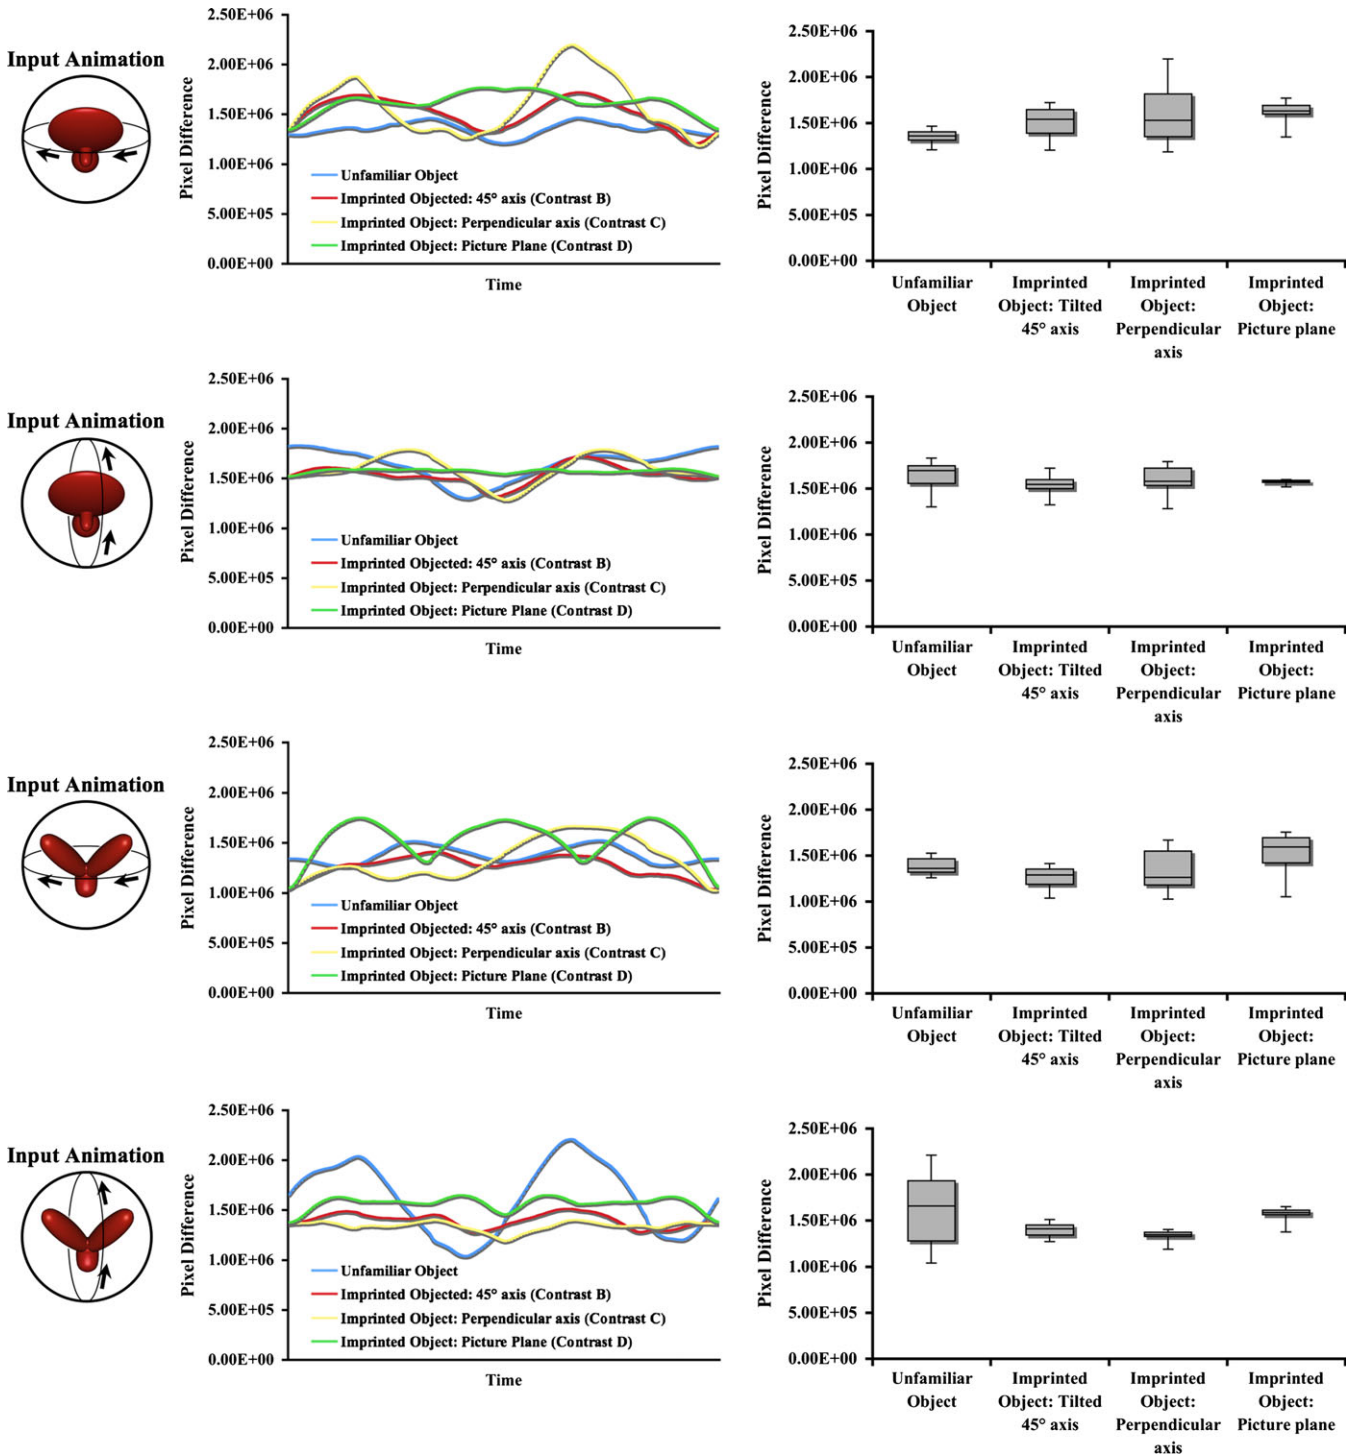 Input Animation
2.50E+06
2.00E+06
1.50E+06
1.00E+06
5.00E+05
0.00E+00
Pixel Difference
Unfamiliar Object
Imprinted Objected: 45° axis (Contrast B)
Imprinted Object: Perpendicular axis (Contrast C)
Imprinted Object: Picture Plane (Contrast D)
Time
2.50E+06
2.00E+06
1.50E+06
1.00E+06
5.00E+05
0.00E+00
Pixel Difference
Unfamiliar
Object
Imprinted
Object: Tilted
45° axis
Imprinted
Object:
Perpendicular
axis
Imprinted
Object:
Picture plane
Input Animation
2.50E+06
2.00E+06
1.50E+06
1.00E+06
5.00E+05
0.00E+00
Pixel Difference
Unfamiliar Object
Imprinted Objected: 45° axis (Contrast B)
Imprinted Object: Perpendicular axis (Contrast C)
Imprinted Object: Picture Plane (Contrast D)
Time
2.50E+06
2.00E+06
1.50E+06
1.00E+06
5.00E+05
0.00E+00
Pixel Difference
Unfamiliar
Object
Imprinted
Object: Tilted
45° axis
Imprinted
Object:
Perpendicular
axis
Imprinted
Object:
Picture plane
Input Animation
2.50E+06
2.00E+06
1.50E+06
1.00E+06
5.00E+05
0.00E+00
Pixel Difference
Unfamiliar Object
Imprinted Objected: 45° axis (Contrast B)
Imprinted Object: Perpendicular axis (Contrast C)
Imprinted Object: Picture Plane (Contrast D)
Time
2.50E+06
2.00E+06
1.50E+06
1.00E+06
5.00E+05
0.00E+00
Pixel Difference
Unfamiliar
Object
Imprinted
Object: Tilted
45° axis
Imprinted
Object:
Perpendicular
axis
Imprinted
Object:
Picture plane
Input Animation
2.50E+06
2.00E+06
1.50E+06
1.00E+06
5.00E+05
0.00E+00
Pixel Difference
Unfamiliar Object
Imprinted Objected: 45° axis (Contrast B)
Imprinted Object: Perpendicular axis (Contrast C)
Imprinted Object: Picture Plane (Contrast D)
Time
2.50E+06
2.00E+06
1.50E+06
1.00E+06
5.00E+05
0.00E+00
Pixel Difference
Unfamiliar
Object
Imprinted
Object: Tilted
45° axis
Imprinted
Object:
Perpendicular
axis
Imprinted
Object:
Picture plane